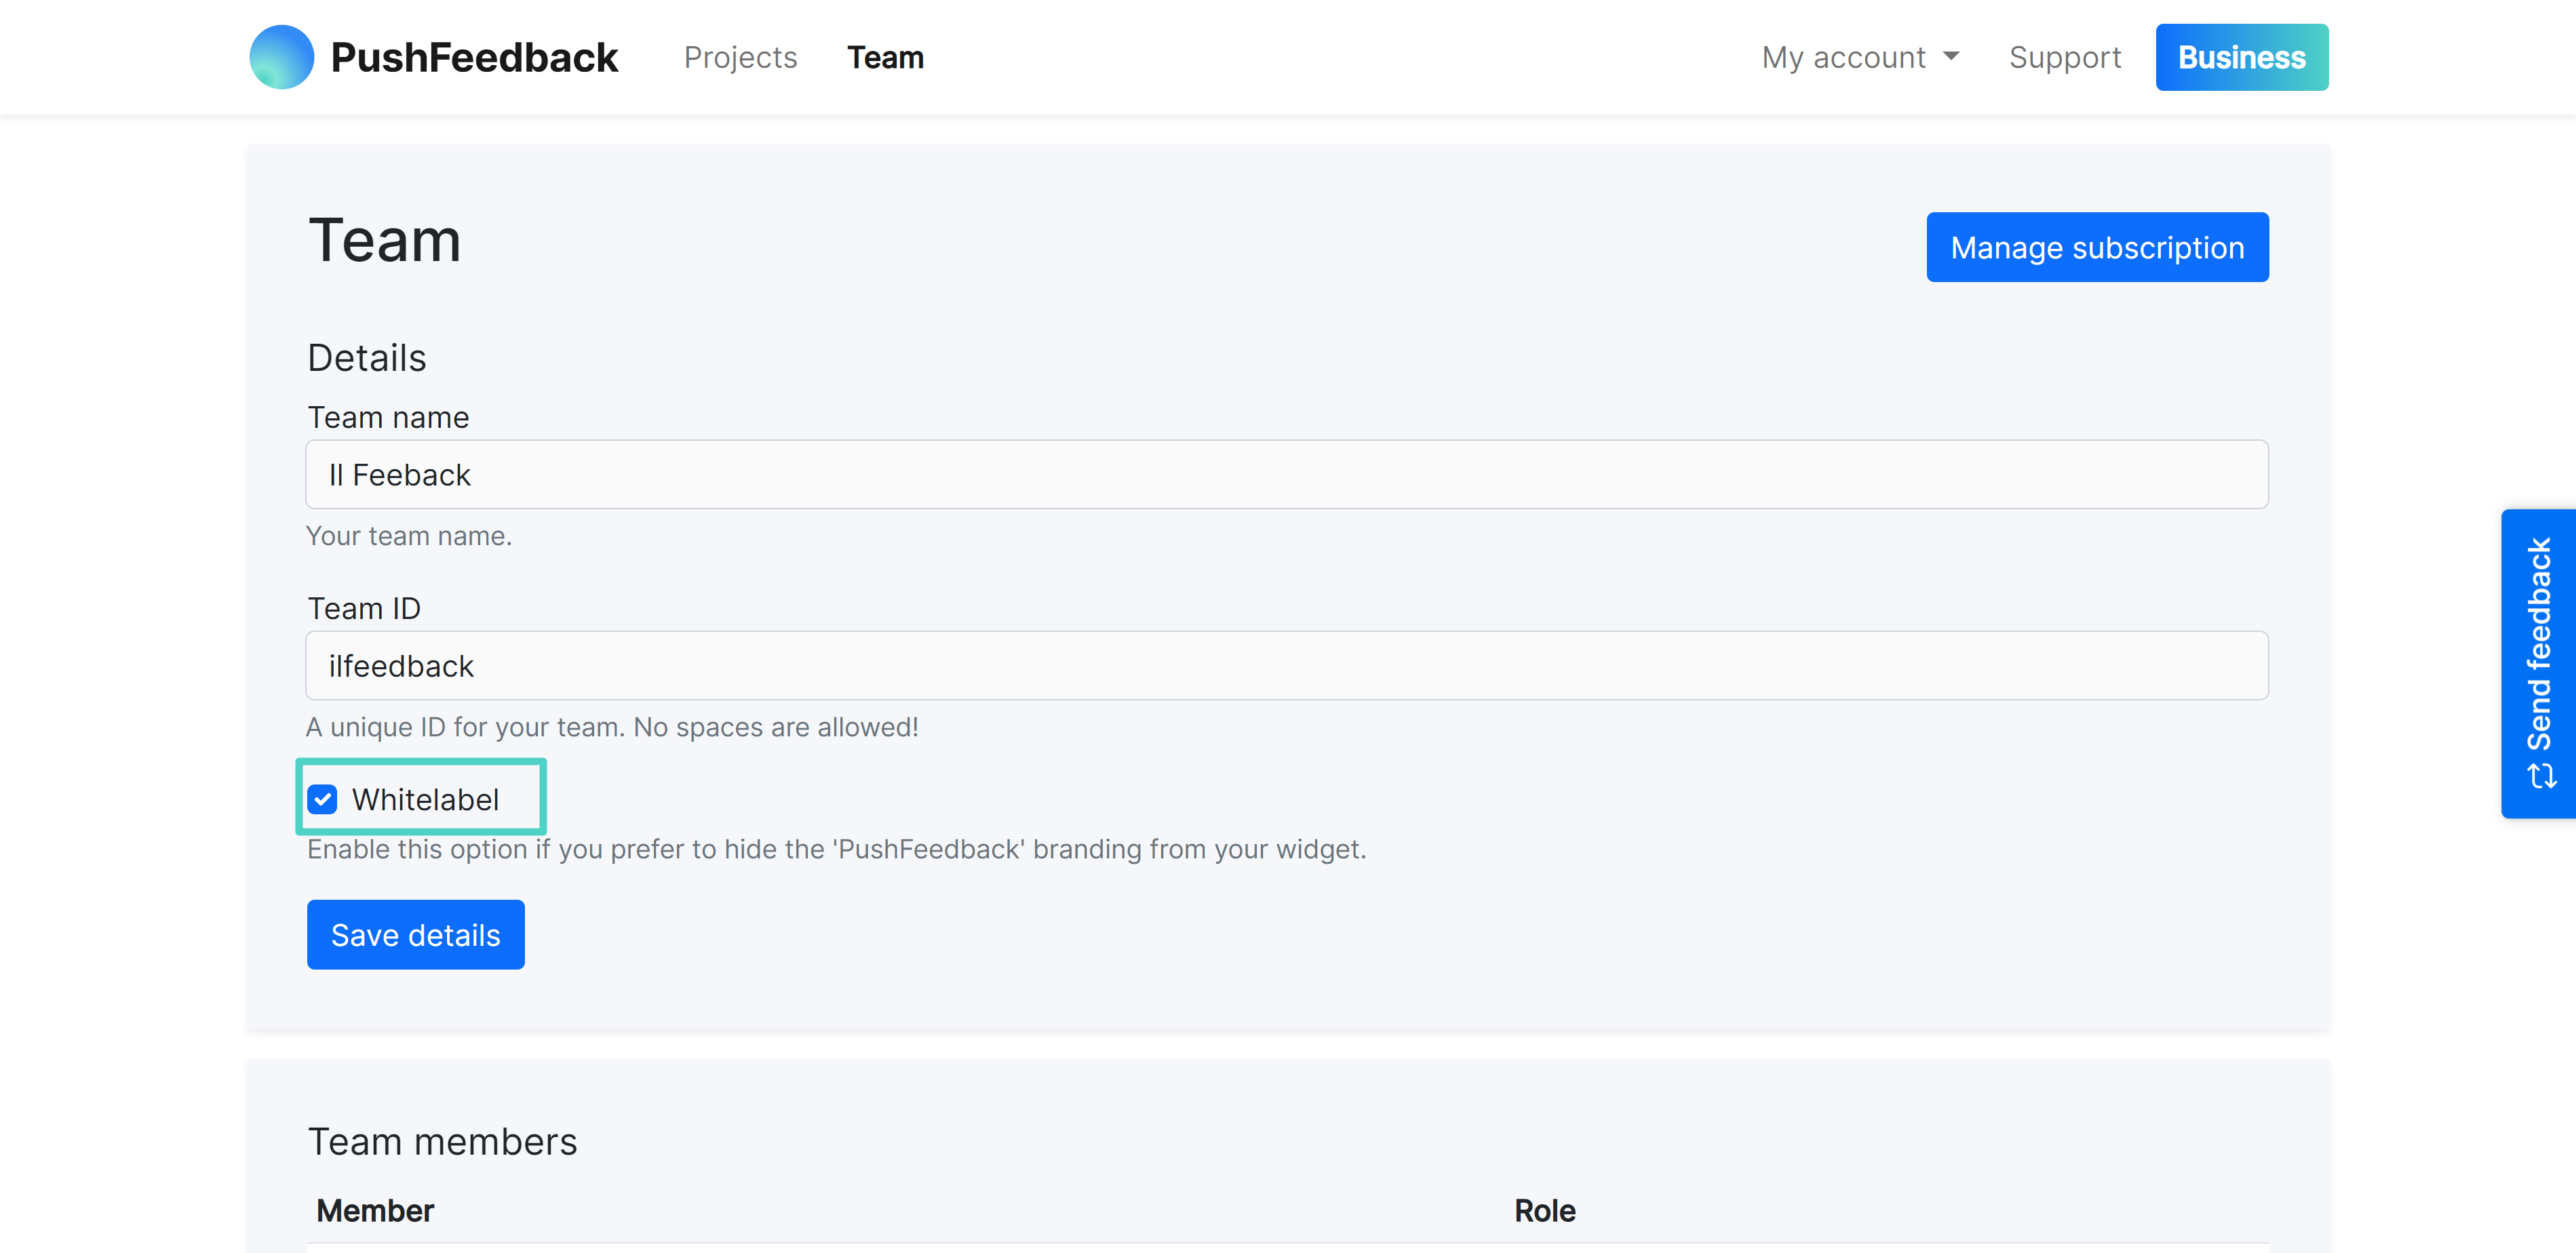 PushFeedback Projects Team My account Support Business
Team
Manage subscription
Details
Team name
Il Feeback
Your team name.
Team ID
ilfeedback
A unique ID for your team. No spaces are allowed!
Whitelabel
Enable this option if you prefer to hide the 'PushFeedback' branding from your widget.
Save details
Send feedback
Team members
Member Role